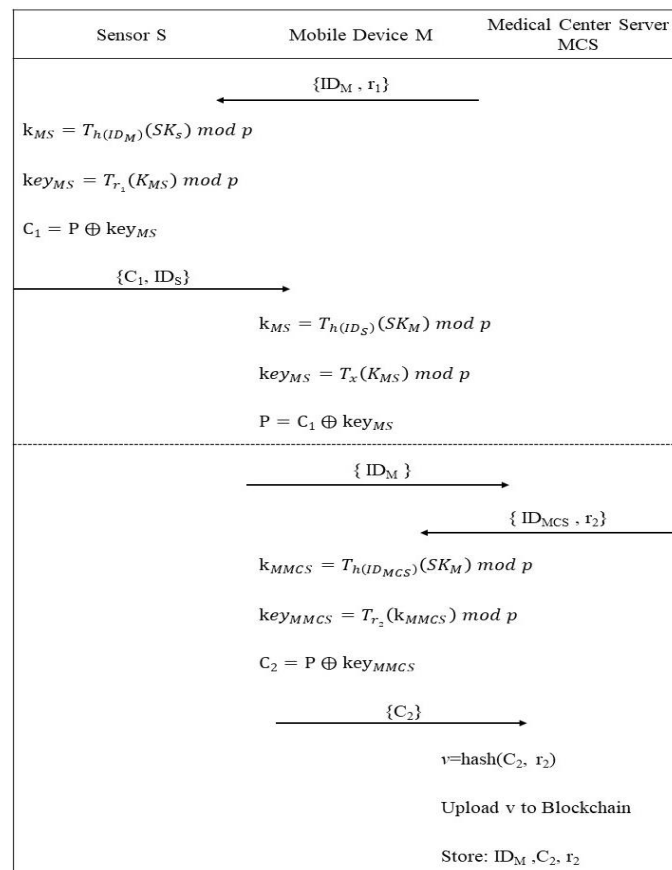 Sensor S
Mobile Device M
Medical Center Server
MCS
{ID_M , r_1}
k_MS = T_h(ID_M)(SK_s) mod p
key_MS = T_r_1(K_MS) mod p
C_1 = P ⊕ key_MS
{C_1, ID_S}
k_MS = T_h(ID_S)(SK_M) mod p
key_MS = T_x(K_MS) mod p
P = C_1 ⊕ key_MS
{ ID_M }
{ ID_MCS , r_2}
k_MMCS = T_h(ID_MCS)(SK_M) mod p
key_MMCS = T_r_2(k_MMCS) mod p
C_2 = P ⊕ key_MMCS
{C_2}
v=hash(C_2, r_2)
Upload v to Blockchain
Store: ID_M ,C_2, r_2